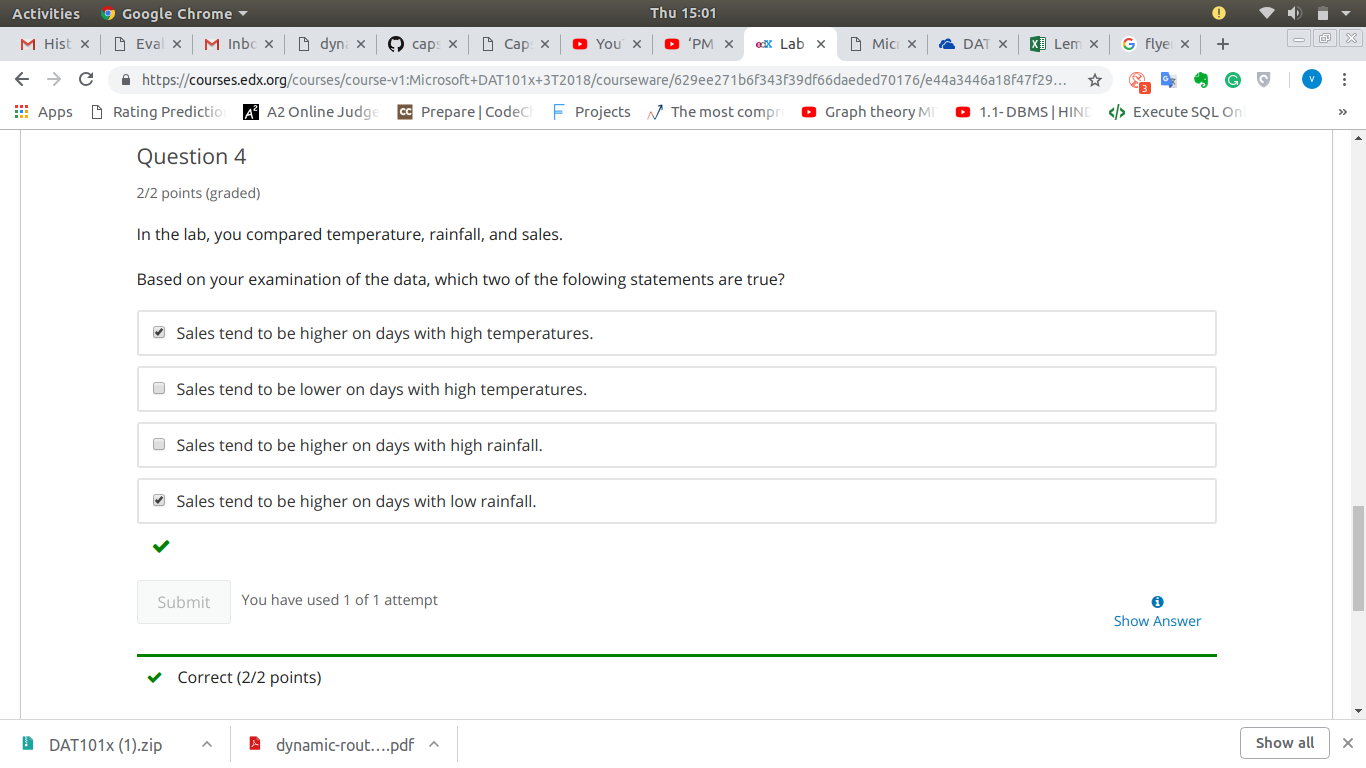 Activities Google Chrome Thu 15:01
Hist Eval Inbo dyna caps Cap You 'PM edX Lab Micr DAT Lem flye
https://courses.edx.org/courses/course-v1:Microsoft+DAT101x+3T2018/courseware/629ee271b6f343f39df66daeded70176/e44a3446a18f47f29... 3 V
Apps Rating Predictio A2 A2 Online Judge CC Prepare | CodeC Projects The most compr Graph theory M 1.1- DBMS | HIND Execute SQL On »
Question 4
2/2 points (graded)
In the lab, you compared temperature, rainfall, and sales.
Based on your examination of the data, which two of the folowing statements are true?
Sales tend to be higher on days with high temperatures.
Sales tend to be lower on days with high temperatures.
Sales tend to be higher on days with high rainfall.
Sales tend to be higher on days with low rainfall.
Submit You have used 1 of 1 attempt
Show Answer
Correct (2/2 points)
DAT101x (1).zip dynamic-rout....pdf Show all